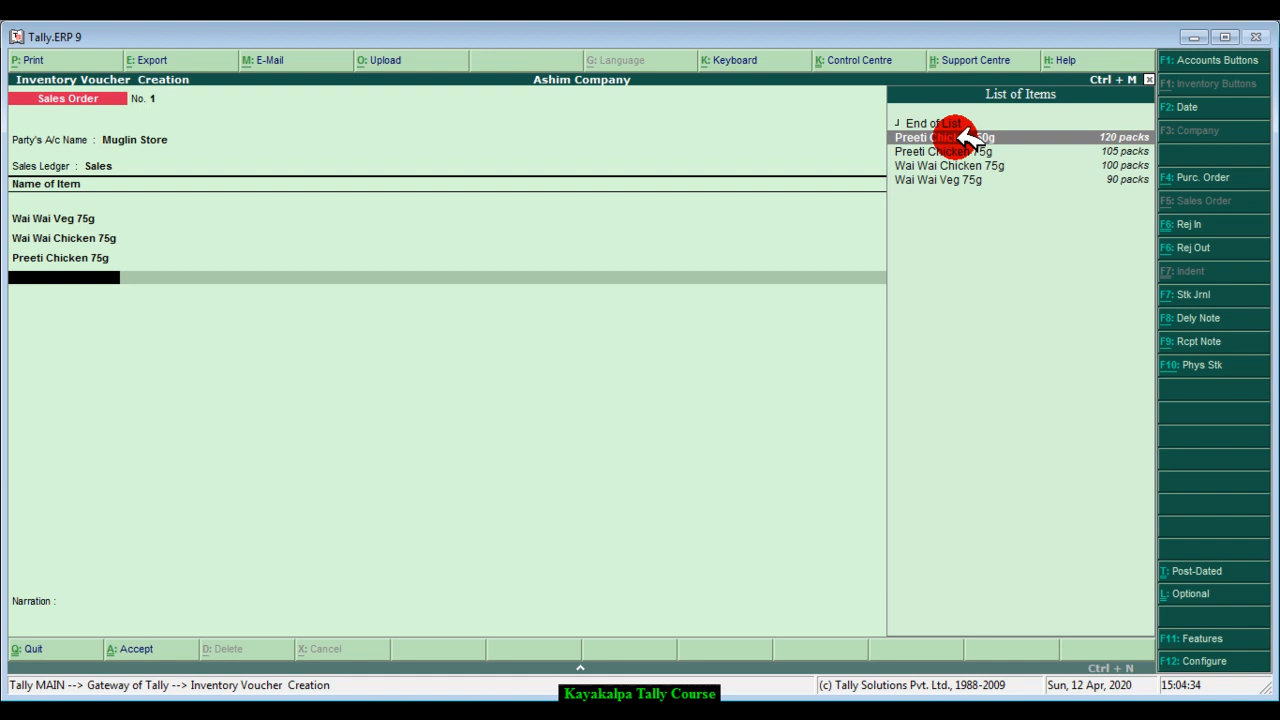 Tally.ERP 9
P: Print E: Export M: E-Mail O: Upload G: Language K: Keyboard K: Control Centre H: Support Centre H: Help
Inventory Voucher Creation Ashim Company Ctrl + M
Sales Order No. 1
Party's A/c Name : Muglin Store
Sales Ledger : Sales
Name of Item
Wai Wai Veg 75g
Wai Wai Chicken 75g
Preeti Chicken 75g
Narration :
List of Items
End of List
Preeti 120 packs
Preeti Chicken 75g 105 packs
Wai Wai Chicken 75g 100 packs
Wai Wai Veg 75g 90 packs
F1: Accounts Buttons
F1: Inventory Buttons
F2: Date
F3: Company
F4: Purc. Order
F5: Sales Order
F6: Rej In
F6: Rej Out
F7: Indent
F7: Stk Jrnl
F8: Dely Note
F9: Rcpt Note
F10: Phys Stk
T: Post-Dated
L: Optional
F11: Features
F12: Configure
Q: Quit A: Accept D: Delete X: Cancel
Ctrl + N
Tally MAIN --> Gateway of Tally --> Inventory Voucher Creation (c) Tally Solutions Pvt. Ltd., 1988-2009 Sun, 12 Apr, 2020 15:04:34
Kayakalpa Tally Course